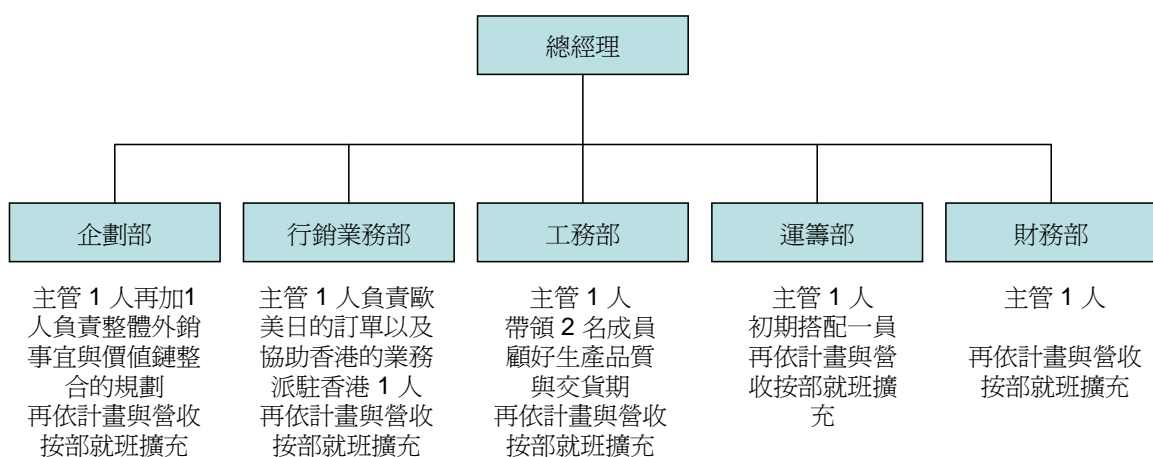 總經理
企劃部
行銷業務部
工務部
運籌部
財務部
主管 1 人再加1
人負責整體外銷
事宜與價值鏈整
合的規劃
再依計畫與營收
按部就班擴充
主管 1 人負責歐
美日的訂單以及
協助香港的業務
派駐香港 1 人
再依計畫與營收
按部就班擴充
主管 1 人
帶領 2 名成員
顧好生產品質
與交貨期
再依計畫與營收
按部就班擴充
主管 1 人
初期搭配一員
再依計畫與營
收按部就班擴
充
主管 1 人
再依計畫與營收
按部就班擴充